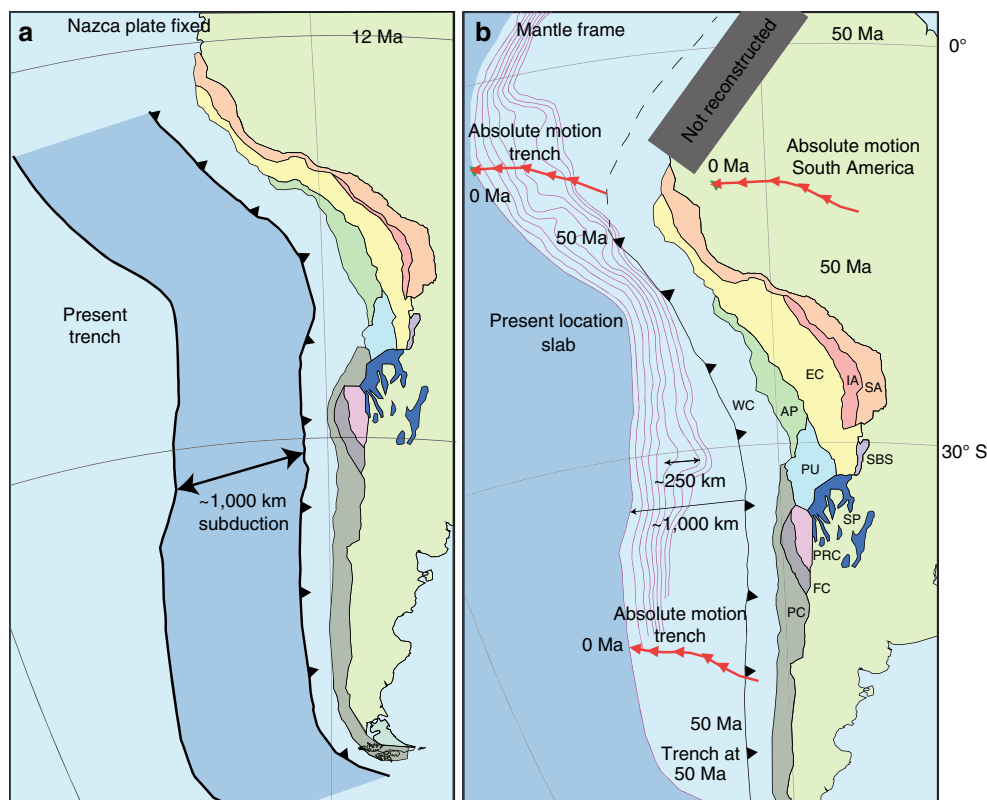 a
Nazca plate fixed
12 Ma
Present
trench
~1,000 km
subduction
b
Mantle frame
50 Ma
0°
Not reconstructed
Absolute motion
trench
0 Ma
Absolute motion
South America
0 Ma
50 Ma
50 Ma
Present location
slab
EC
IA
SA
WC
AP
PU
SBS
30° S
~250 km
~1,000 km
SP
PRC
FC
PC
Absolute motion
trench
0 Ma
50 Ma
Trench at
50 Ma